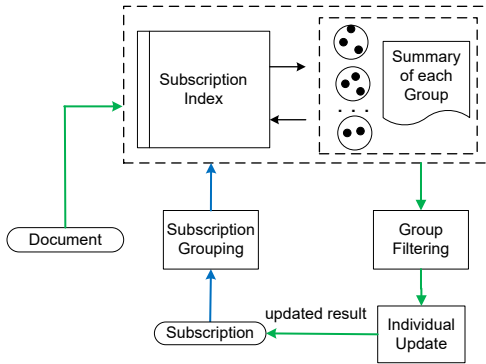 Subscription
Index
Summary
of each
Group
. . .
Document
Subscription
Grouping
Group
Filtering
updated result
Subscription
Individual
Update